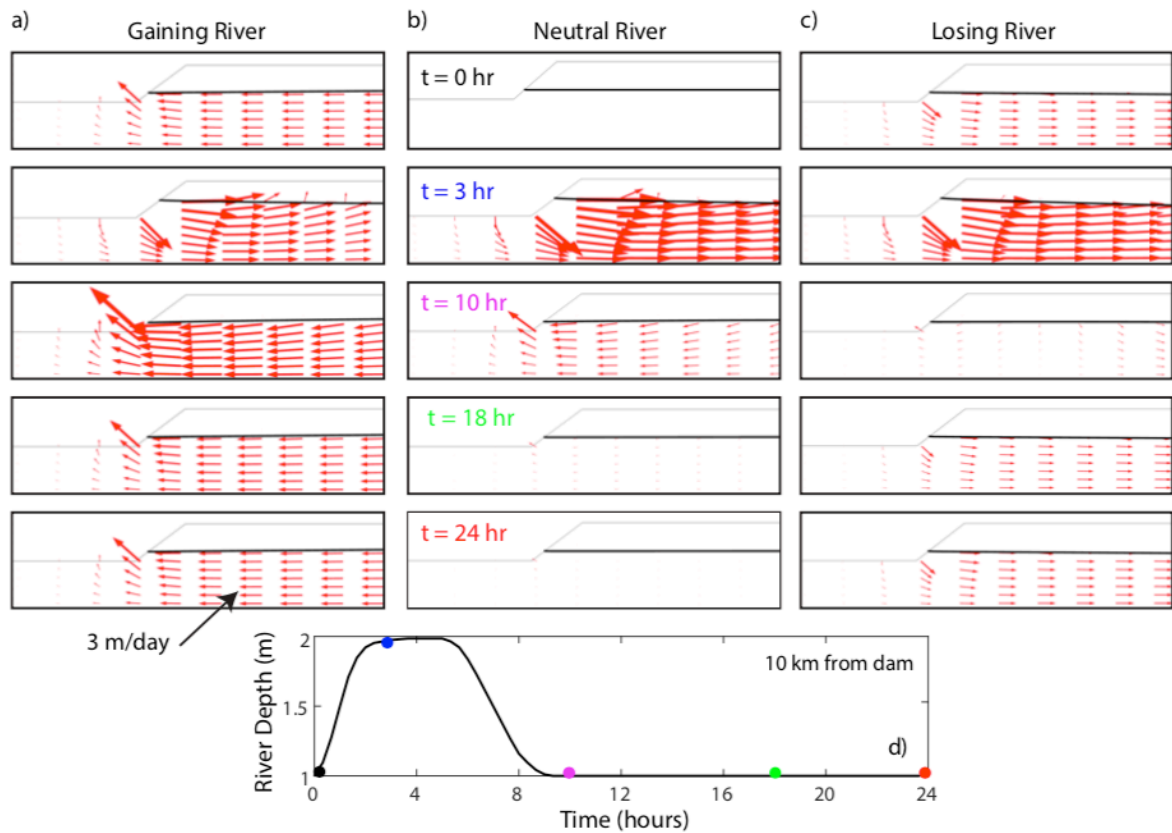 a)
Gaining River
b)
Neutral River
c)
Losing River
t = 0 hr
t = 3 hr
t = 10 hr
t = 18 hr
t = 24 hr
3 m/day
River Depth (m)
2
1.5
1
10 km from dam
d)
0
4
8
12
16
20
24
Time (hours)